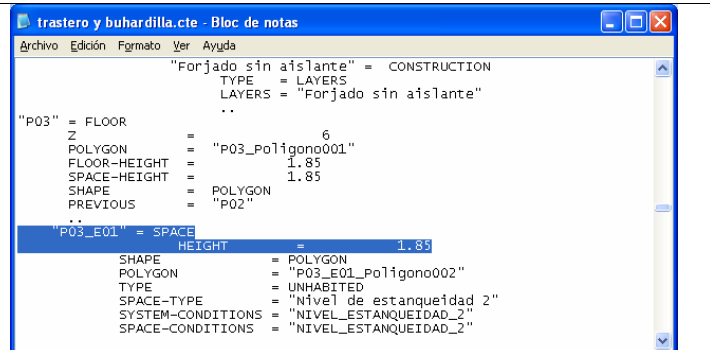 trastero y buhardilla.cte - Bloc de notas
Archivo Edición Formato Ver Ayuda
"Forjado sin aislante" = CONSTRUCTION
TYPE = LAYERS
LAYERS = "Forjado sin aislante"
..
"P03" = FLOOR
Z = 6
POLYGON = "P03_Poligono001"
FLOOR-HEIGHT = 1.85
SPACE-HEIGHT = 1.85
SHAPE = POLYGON
PREVIOUS = "P02"
..
"P03_E01" = SPACE
HEIGHT = 1.85
SHAPE = POLYGON
POLYGON = "P03_E01_Poligono002"
TYPE = UNHABITED
SPACE-TYPE = "Nivel de estanqueidad 2"
SYSTEM-CONDITIONS = "NIVEL_ESTANQUEIDAD_2"
SPACE-CONDITIONS = "NIVEL_ESTANQUEIDAD_2"